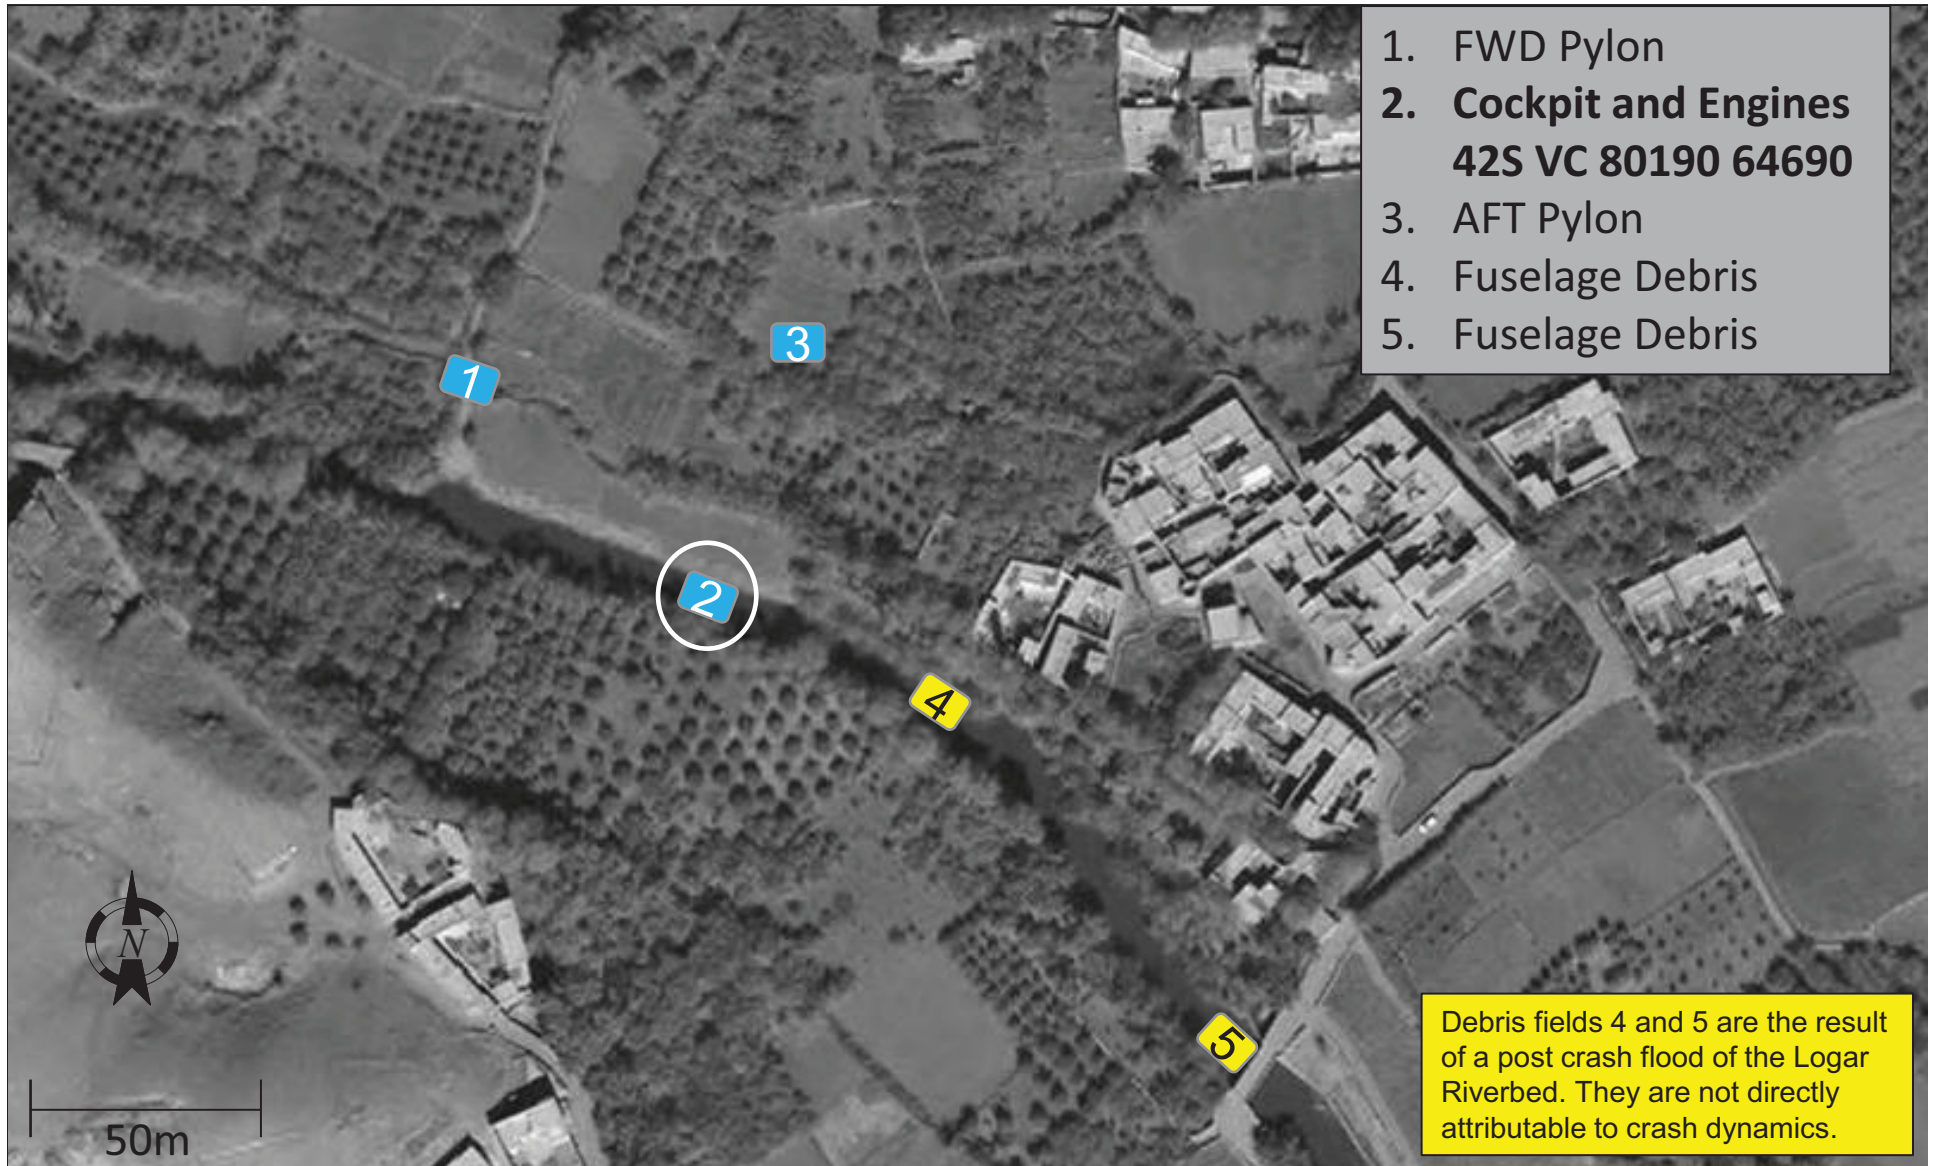 1. FWD Pylon
2. Cockpit and Engines
42S VC 80190 64690
3. AFT Pylon
4. Fuselage Debris
5. Fuselage Debris
3
1
2
4
5
N
50m
Debris fields 4 and 5 are the result
of a post crash flood of the Logar
Riverbed. They are not directly
attributable to crash dynamics.